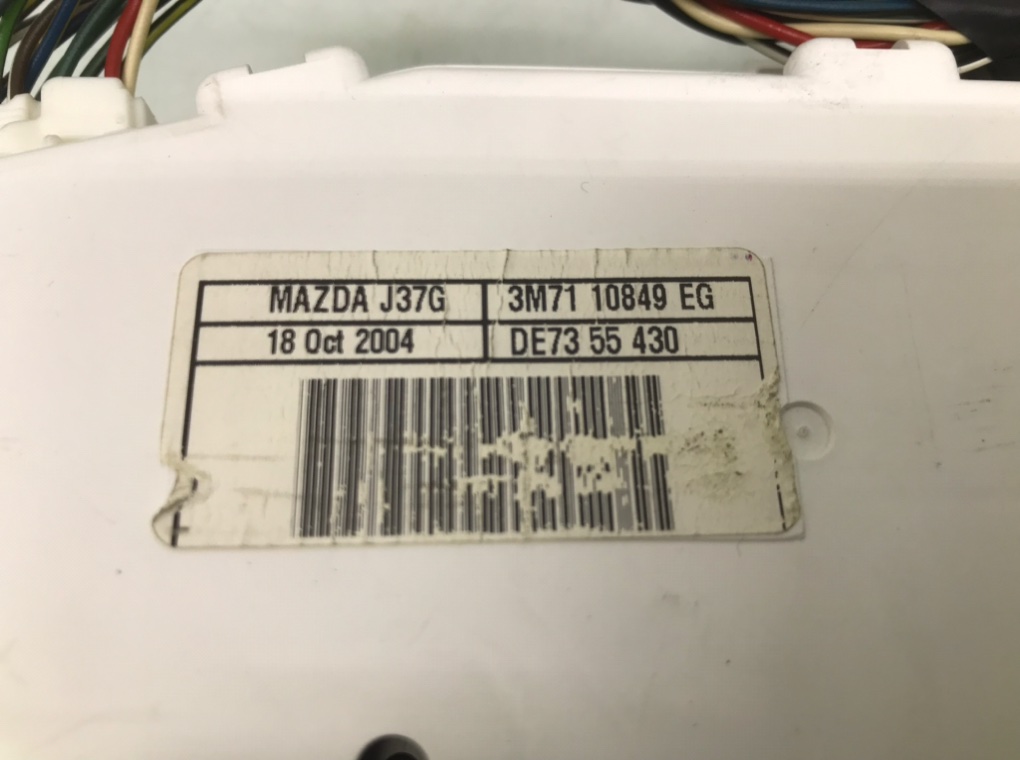 MAZDA J37G 3M71 10849 EG
18 Oct 2004 DE73 55 430